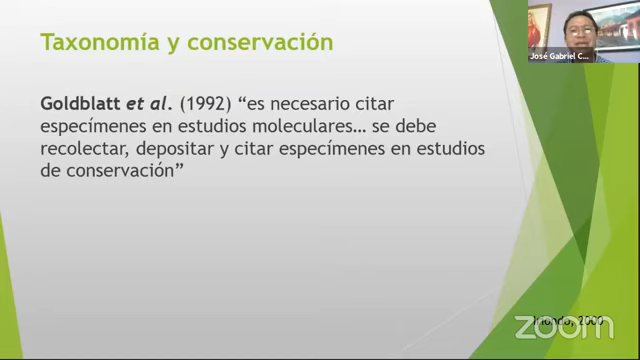 Taxonomía y conservación
José Gabriel C...
Goldblatt et al. (1992) “es necesario citar
especímenes en estudios moleculares… se debe
recolectar, depositar y citar especímenes en estudios
de conservación”
2000
zoom